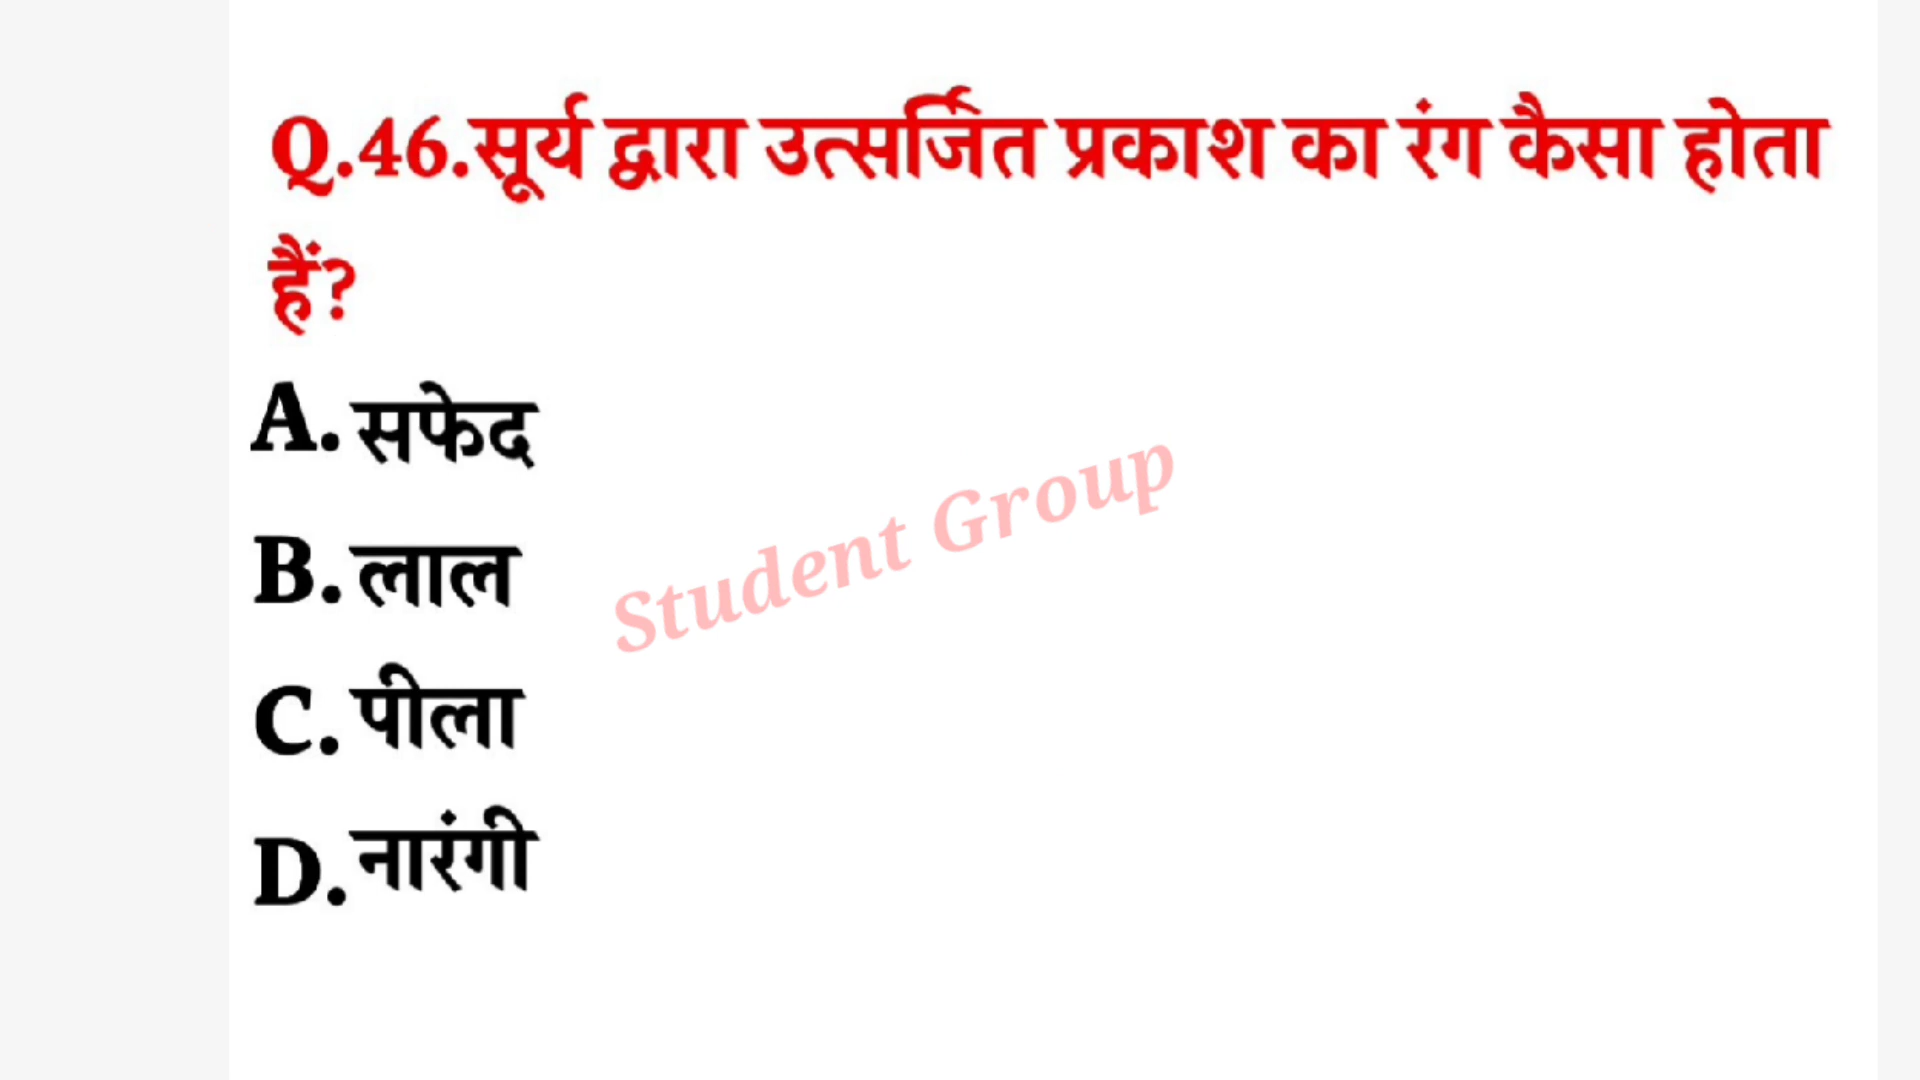 Q.46.सूर्य द्वारा उत्सर्जित प्रकाश का रंग कैसा होता
हैं?
A. सफेद
B. लाल
Student Group
C. पीला
D. नारंगी